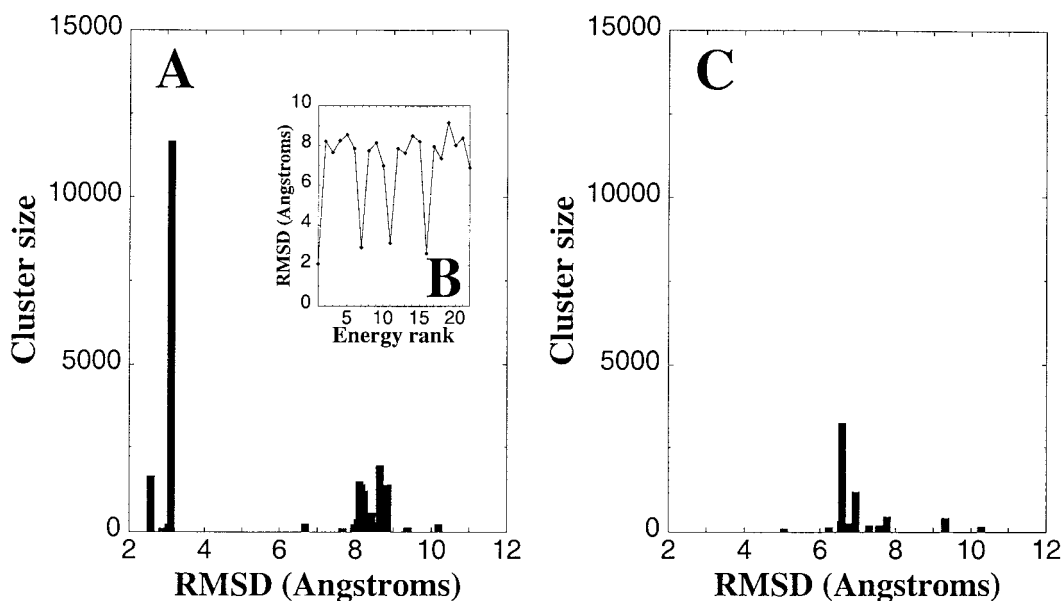 15000
10000
5000
0
Cluster size
A
10
8
6
4
2
0
RMSD (Angstroms)
B
5 10 15 20
Energy rank
2 4 6 8 10 12
RMSD (Angstroms)
15000
10000
5000
0
Cluster size
C
2 4 6 8 10 12
RMSD (Angstroms)